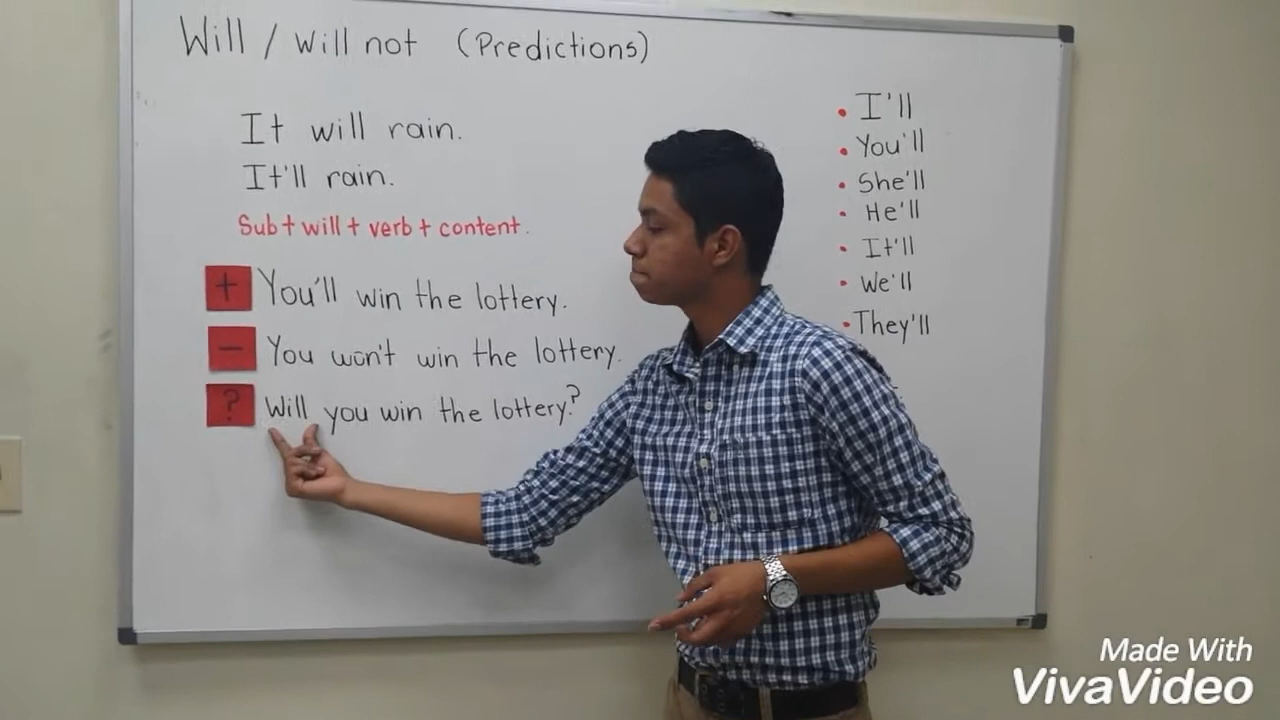 Will / Will not (Predictions)
It will rain.
It'll rain.
Sub + will + verb + content.
+ You'll win the lottery.
- You won't win the lottery.
? Will you win the lottery?
• I'll
• You'll
• She'll
• He'll
• It'll
• We'll
• They'll
Made With
VivaVideo